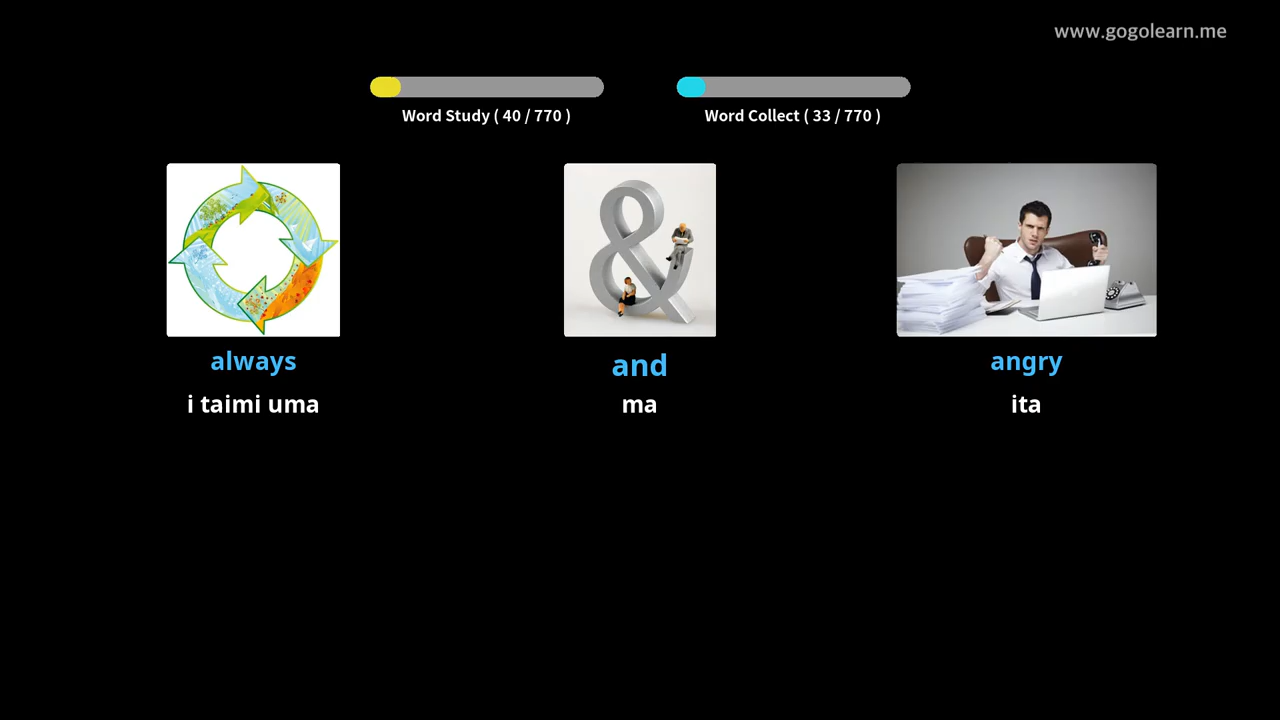 www.gogolearn.me
Word Study ( 40 / 770 )
Word Collect ( 33 / 770 )
&
always
and
angry
i taimi uma
ma
ita